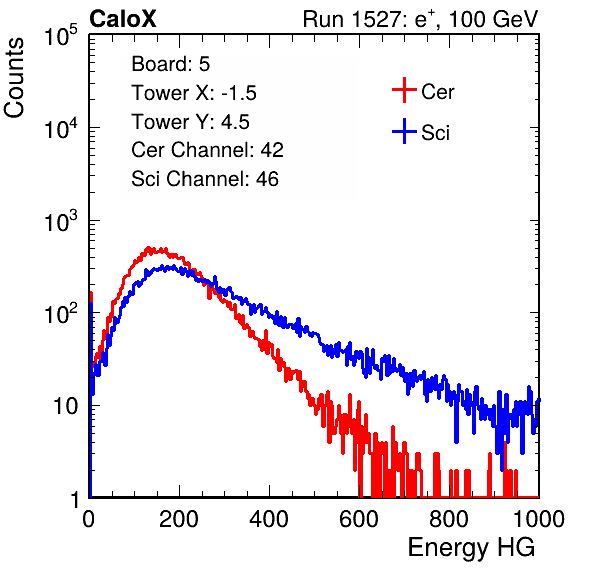 CaloX Run 1527: e⁺, 100 GeV
Counts
Board: 5
Tower X: -1.5
Tower Y: 4.5
Cer Channel: 42
Sci Channel: 46
Cer
Sci
10⁵
10⁴
10³
10²
10
1
0 200 400 600 800 1000
Energy HG